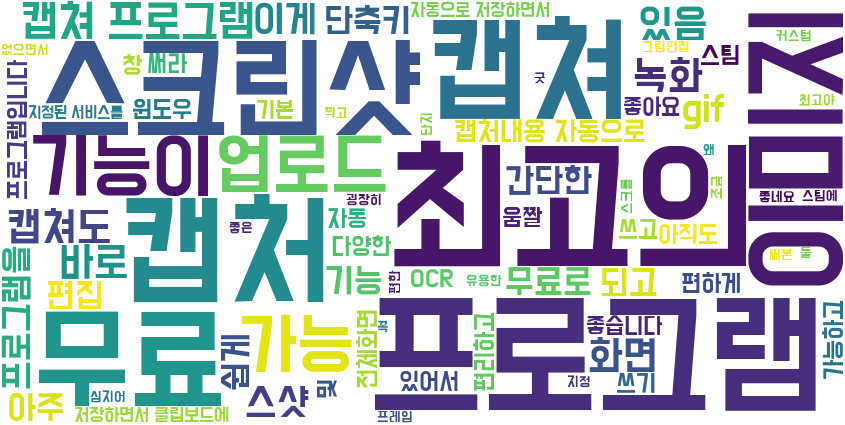 캡쳐 프로그램
이게
단축키
자동으로 저장하면서
있음
그림편집
스팀
커스텀
없으면서
창
써라
스크린샷
캡쳐
굿
녹화
이미지
프로그램입니다
지정된 서비스를
윈도우
기본
찍고
단지
좋아요
gif
최고야
캡처내용 자동으로
왜
기능이
업로드
최고의
간단한
스크롤
조금
좋네요
스팀에
굉장히
캡쳐도
캡처
좋은
자동
움짤
쓰고
아직도
다양한
써본
둘
바로
프로그램을
기능
편한
OCR
유용한
무료로
되고
편하게
편집
무료
쉽게
가능
전체화면
꼭
편리하고
프로그램
좋습니다
화면
가능하고
있어서
지정
쓰기
아주
심지어
스샷
및
저장하면서 클립보드에
프레임